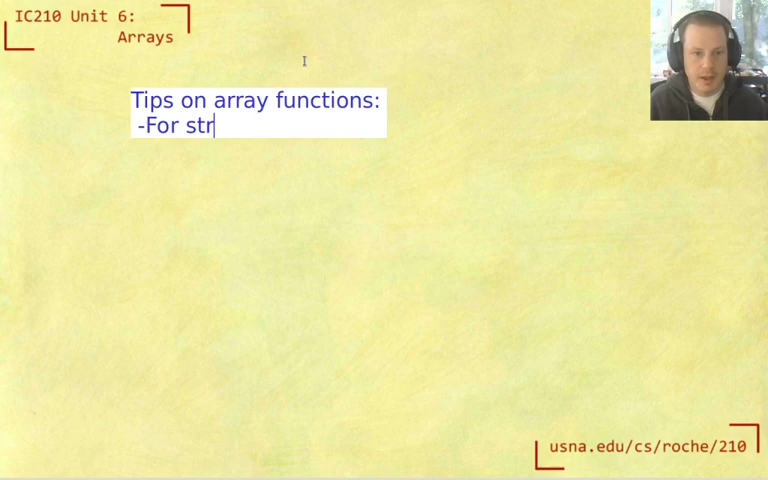 IC210 Unit 6:
Arrays
Tips on array functions:
-For str
usna.edu/cs/roche/210